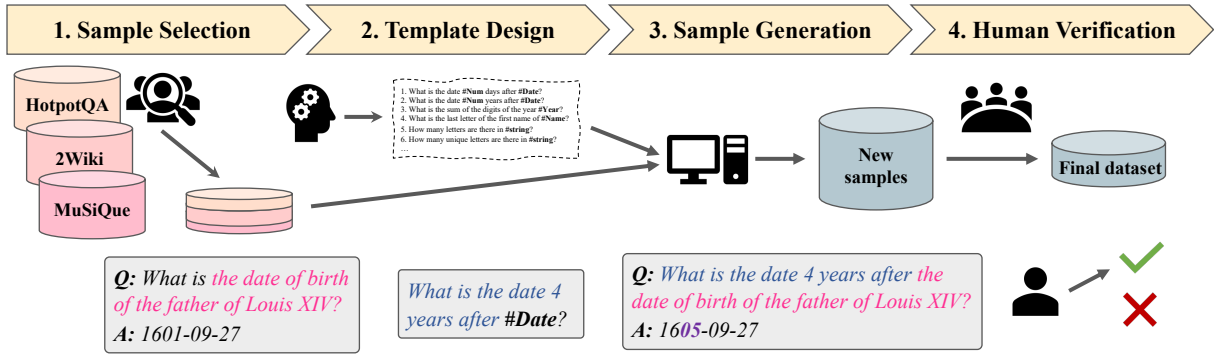 1. Sample Selection
2. Template Design
3. Sample Generation
4. Human Verification
HotpotQA
2Wiki
MuSiQue
1. What is the date #Num days after #Date?
2. What is the date #Num years after #Date?
3. What is the sum of the digits of the year #Year?
4. What is the last letter of the first name of #Name?
5. How many letters are there in #string?
6. How many unique letters are there in #string?
...
New
samples
Final dataset
Q: What is the date of birth
of the father of Louis XIV?
A: 1601-09-27
What is the date 4
years after #Date?
Q: What is the date 4 years after the
date of birth of the father of Louis XIV?
A: 1605-09-27